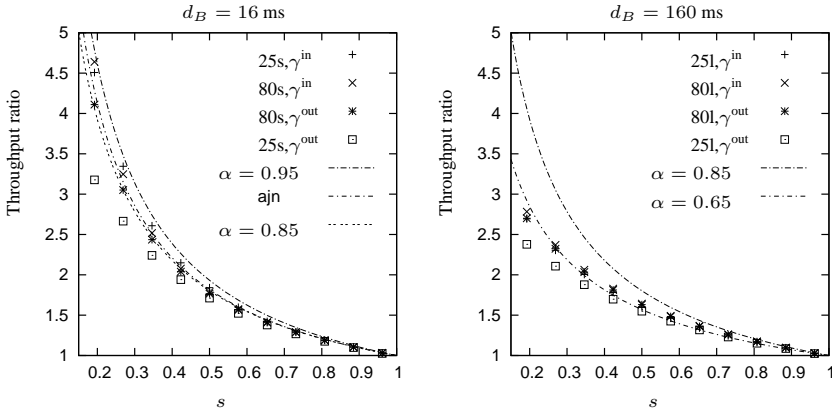 d_B = 16 ms
Throughput ratio
5
4.5
4
3.5
3
2.5
2
1.5
1
0.2 0.3 0.4 0.5 0.6 0.7 0.8 0.9 1
s
25s,γ^in
80s,γ^in
80s,γ^out
25s,γ^out
α = 0.95
ajn
α = 0.85
d_B = 160 ms
Throughput ratio
5
4.5
4
3.5
3
2.5
2
1.5
1
0.2 0.3 0.4 0.5 0.6 0.7 0.8 0.9 1
s
25l,γ^in
80l,γ^in
80l,γ^out
25l,γ^out
α = 0.85
α = 0.65